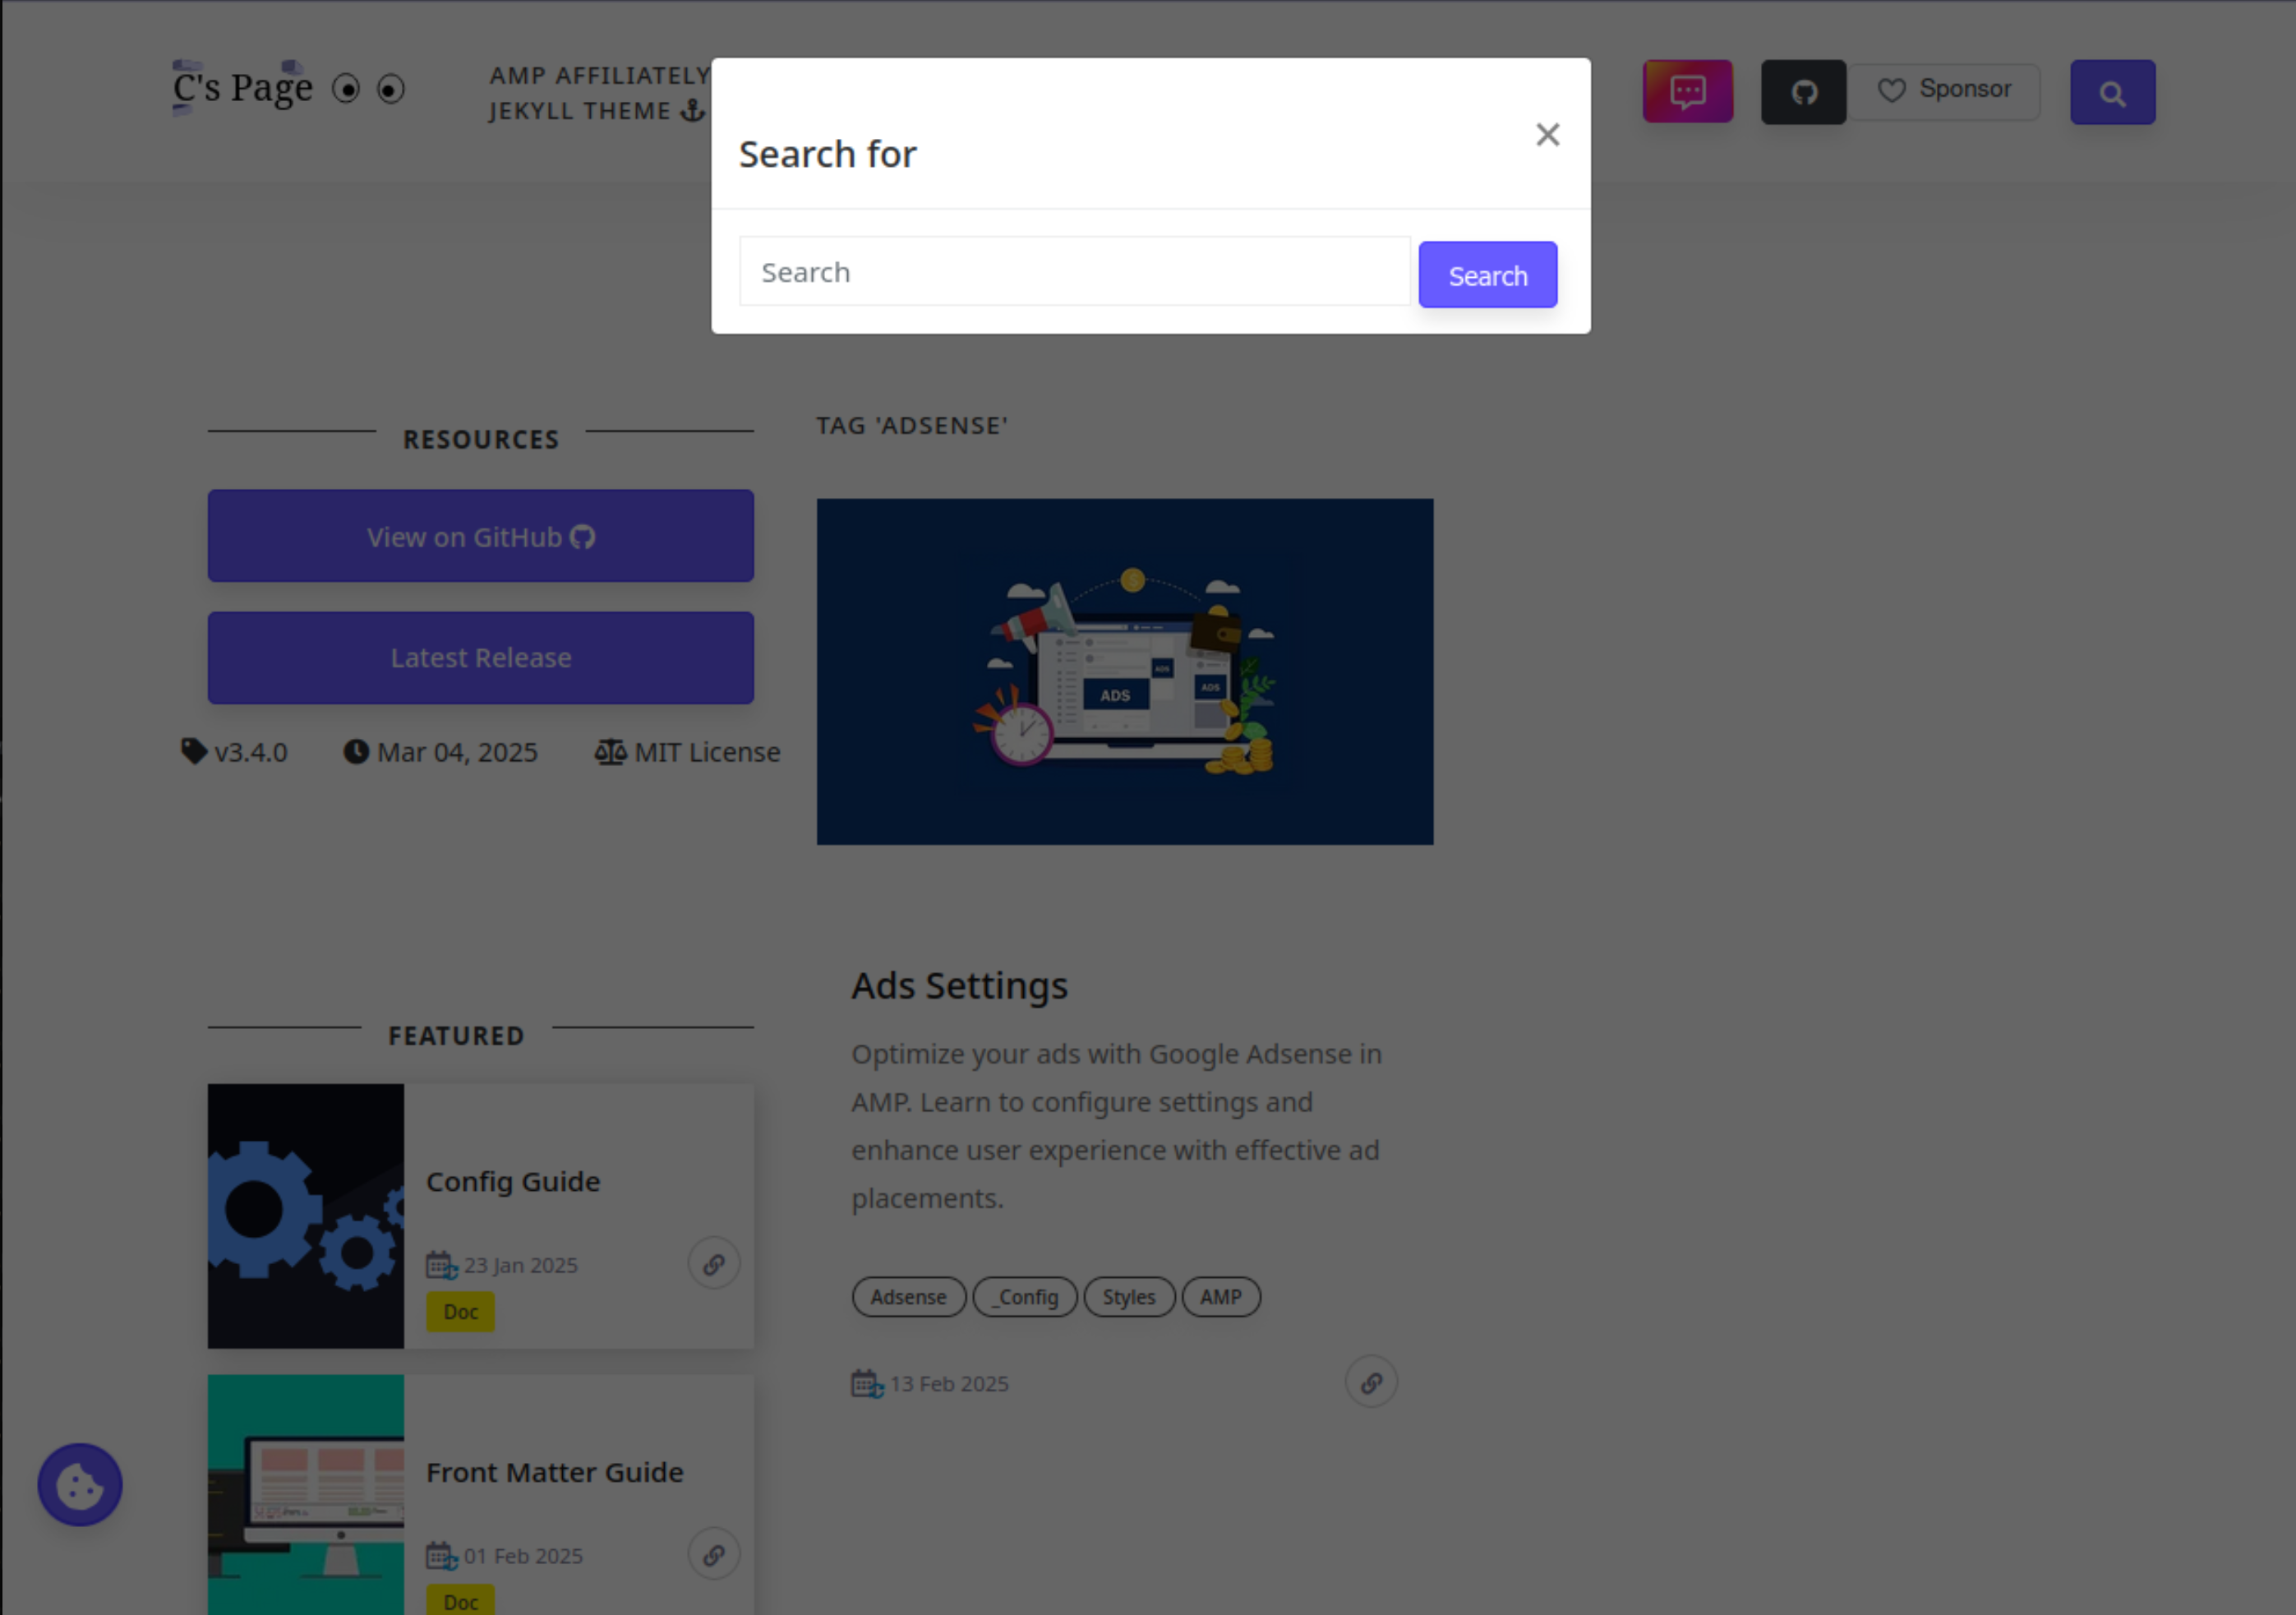 C's Page
AMP AFFILIATELY
JEKYLL THEME
Sponsor
Search for
×
Search
Search
RESOURCES
View on GitHub
Latest Release
v3.4.0
Mar 04, 2025
MIT License
TAG 'ADSENSE'
ADS
ADS
ADS
Ads Settings
Optimize your ads with Google Adsense in
AMP. Learn to configure settings and
enhance user experience with effective ad
placements.
Adsense
_Config
Styles
AMP
13 Feb 2025
FEATURED
Config Guide
23 Jan 2025
Doc
Front Matter Guide
01 Feb 2025
Doc